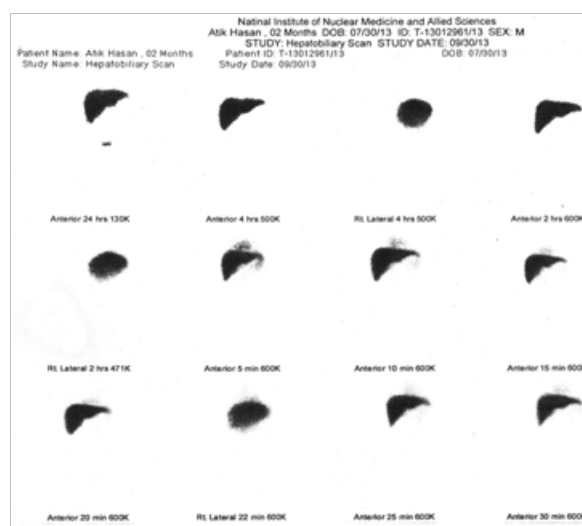 Natinal Institute of Nuclear Medicine and Allied Sciences
Atik Hasan , 02 Months DOB: 07/30/13 ID: T-13012961/13 SEX: M
STUDY: Hepatobiliary Scan STUDY DATE: 09/30/13
Patient Name: Atik Hasan , 02 Months Patient ID: T-13012961/13 DOB: 07/30/13
Study Name: Hepatobiliary Scan Study Date: 09/30/13
Anterior 24 hrs 130K Anterior 4 hrs 500K Rt. Lateral 4 hrs 500K Anterior 2 hrs 600K
Rt. Lateral 2 hrs 471K Anterior 5 min 600K Anterior 10 min 600K Anterior 15 min 600
Anterior 20 min 600K Rt. Lateral 22 min 600K Anterior 25 min 600K Anterior 30 min 600